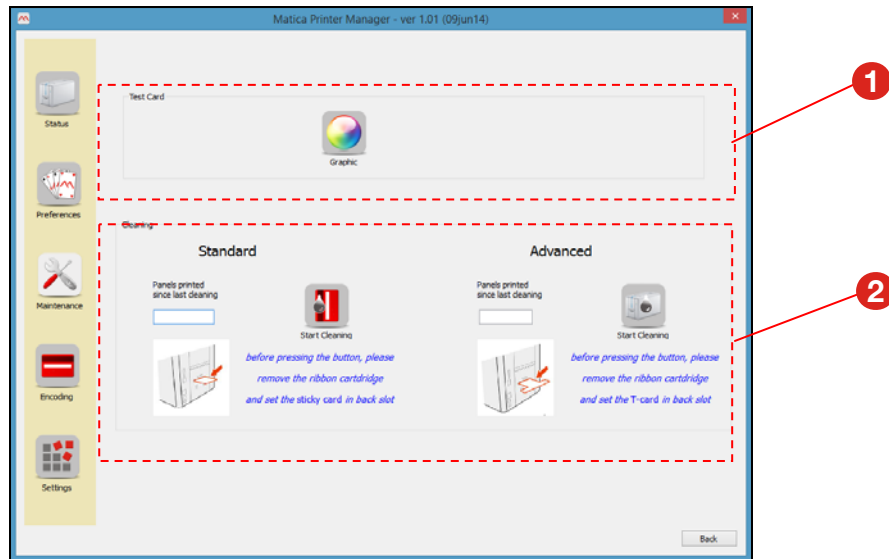 Matica Printer Manager - ver 1.01 (09jun14)
Status
Preferences
Maintenance
Encoding
Settings
Test Card
Graphic
1
Cleaning
Standard
Panels printed
since last cleaning
Start Cleaning
before pressing the button, please
remove the ribbon cartdridge
and set the sticky card in back slot
Advanced
Panels printed
since last cleaning
Start Cleaning
before pressing the button, please
remove the ribbon cartdridge
and set the T-card in back slot
2
Back